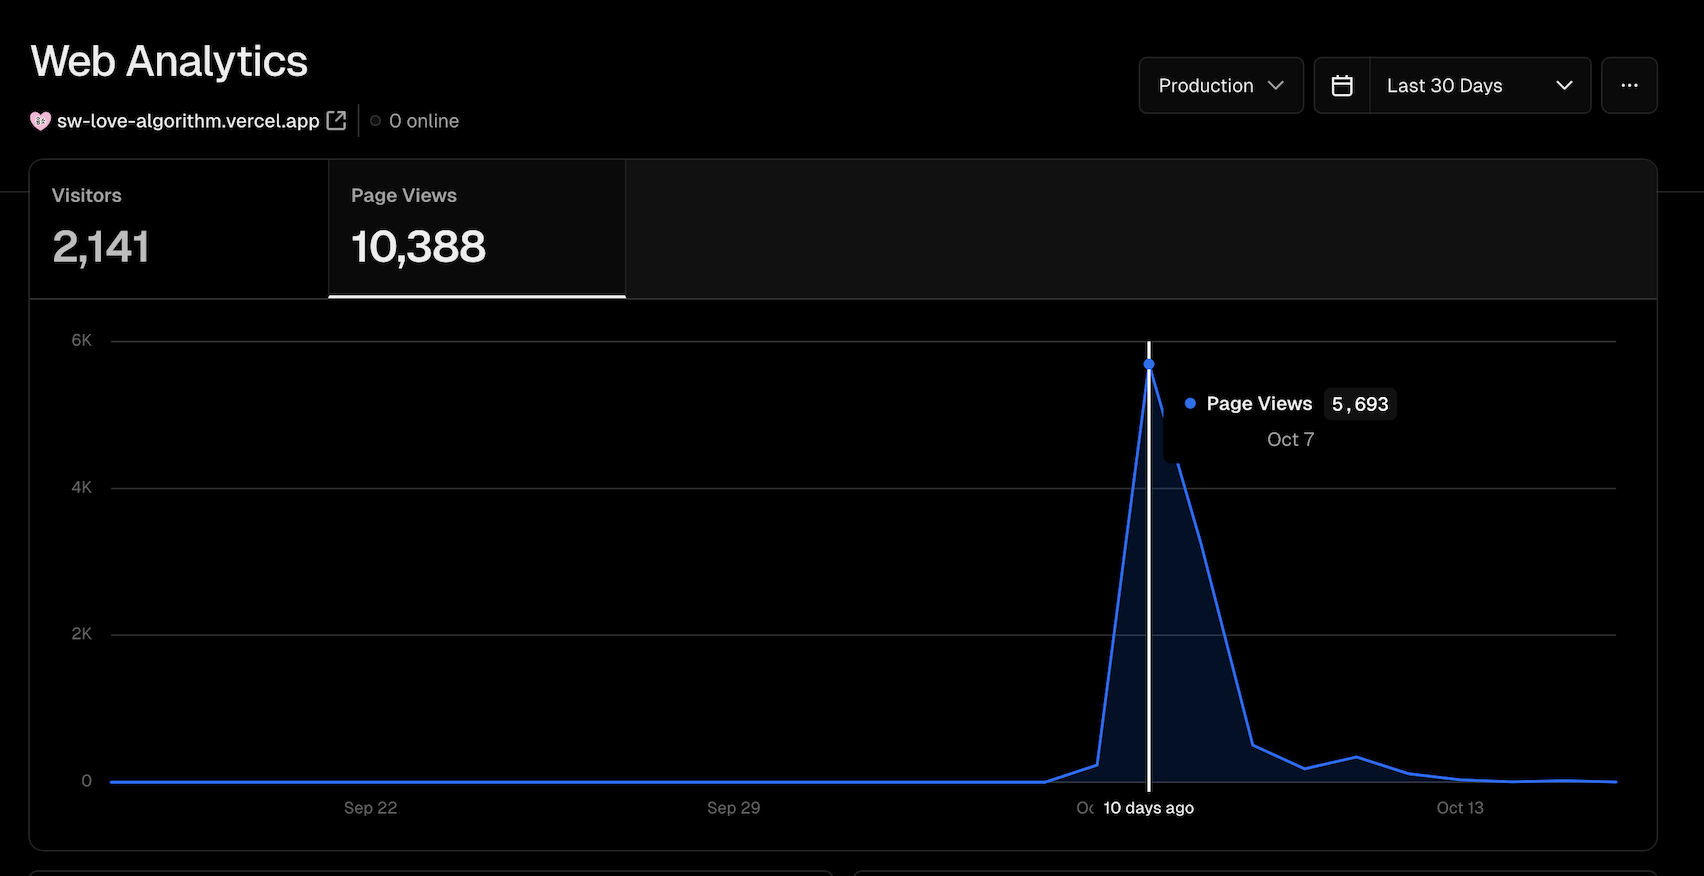 Web Analytics
Production
Last 30 Days
sw-love-algorithm.vercel.app
0 online
Visitors
Page Views
2,141
10,388
6K
Page Views 5,693
Oct 7
4K
2K
0
Sep 22
Sep 29
10 days ago
Oct 13